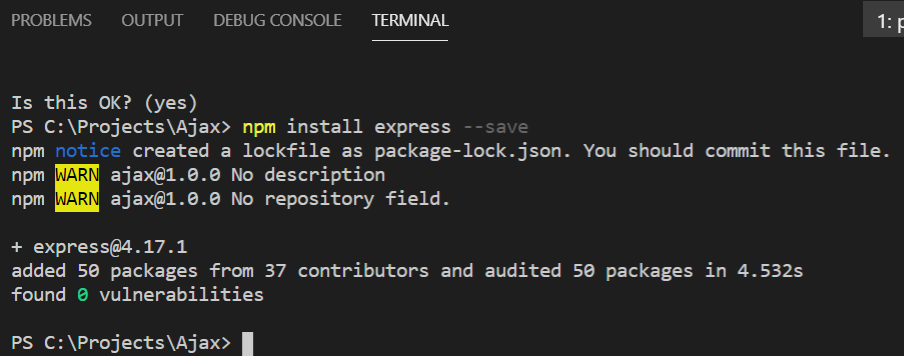 PROBLEMS OUTPUT DEBUG CONSOLE TERMINAL 1: p
Is this OK? (yes)
PS C:\Projects\Ajax> npm install express --save
npm notice created a lockfile as package-lock.json. You should commit this file.
npm WARN ajax@1.0.0 No description
npm WARN ajax@1.0.0 No repository field.
+ express@4.17.1
added 50 packages from 37 contributors and audited 50 packages in 4.532s
found 0 vulnerabilities
PS C:\Projects\Ajax>